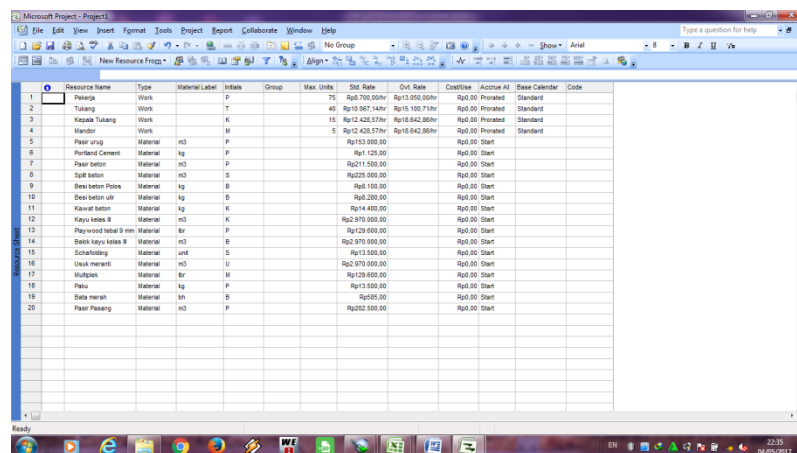 Microsoft Project - Project1
File Edit View Insert Format Tools Project Report Collaborate Window Help
Type a question for help
No Group Show Arial 8 B I U
New Resource From Align
Resource Name Type Material Label Initials Group Max. Units Std. Rate Ovt. Rate Cost/Use Accrue At Base Calendar Code
1 Pekerja Work P 75 Rp8.700,00/hr Rp13.050,00/hr Rp0,00 Prorated Standard
2 Tukang Work T 40 Rp10.067,14/hr Rp15.100,71/hr Rp0,00 Prorated Standard
3 Kepala Tukang Work K 15 Rp12.428,57/hr Rp18.642,86/hr Rp0,00 Prorated Standard
4 Mandor Work M 5 Rp12.428,57/hr Rp18.642,86/hr Rp0,00 Prorated Standard
5 Pasir urug Material m3 P Rp153.000,00 Rp0,00 Start
6 Portland Cement Material kg P Rp1.125,00 Rp0,00 Start
7 Pasir beton Material m3 P Rp211.500,00 Rp0,00 Start
8 Split beton Material m3 S Rp225.000,00 Rp0,00 Start
9 Besi beton Polos Material kg B Rp8.100,00 Rp0,00 Start
10 Besi beton ulir Material kg B Rp8.280,00 Rp0,00 Start
11 Kawat beton Material kg K Rp14.400,00 Rp0,00 Start
12 Kayu kelas III Material m3 K Rp2.970.000,00 Rp0,00 Start
13 Playwood tebal 9 mm Material lbr P Rp129.600,00 Rp0,00 Start
14 Balok kayu kelas III Material m3 B Rp2.970.000,00 Rp0,00 Start
15 Schafolding Material unit S Rp13.500,00 Rp0,00 Start
16 Usuk meranti Material m3 U Rp2.970.000,00 Rp0,00 Start
17 Multiplek Material lbr M Rp129.600,00 Rp0,00 Start
18 Paku Material kg P Rp13.500,00 Rp0,00 Start
19 Bata merah Material bh B Rp585,00 Rp0,00 Start
20 Pasir Pasang Material m3 P Rp202.500,00 Rp0,00 Start
Resource Sheet
Ready
WE
EN 22:35
04/05/2017